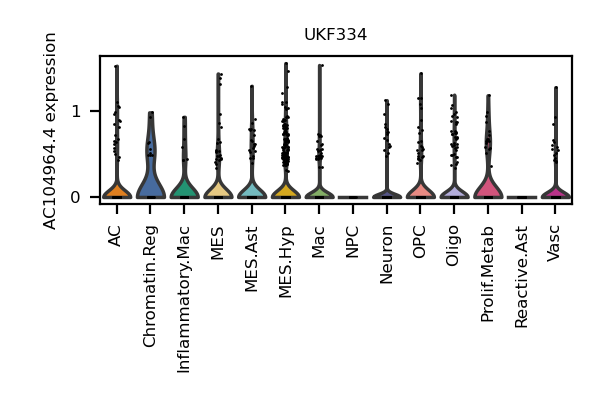 UKF334
AC104964.4 expression
1
0
AC
Chromatin.Reg
Inflammatory.Mac
MES
MES.Ast
MES.Hyp
Mac
NPC
Neuron
OPC
Oligo
Prolif.Metab
Reactive.Ast
Vasc